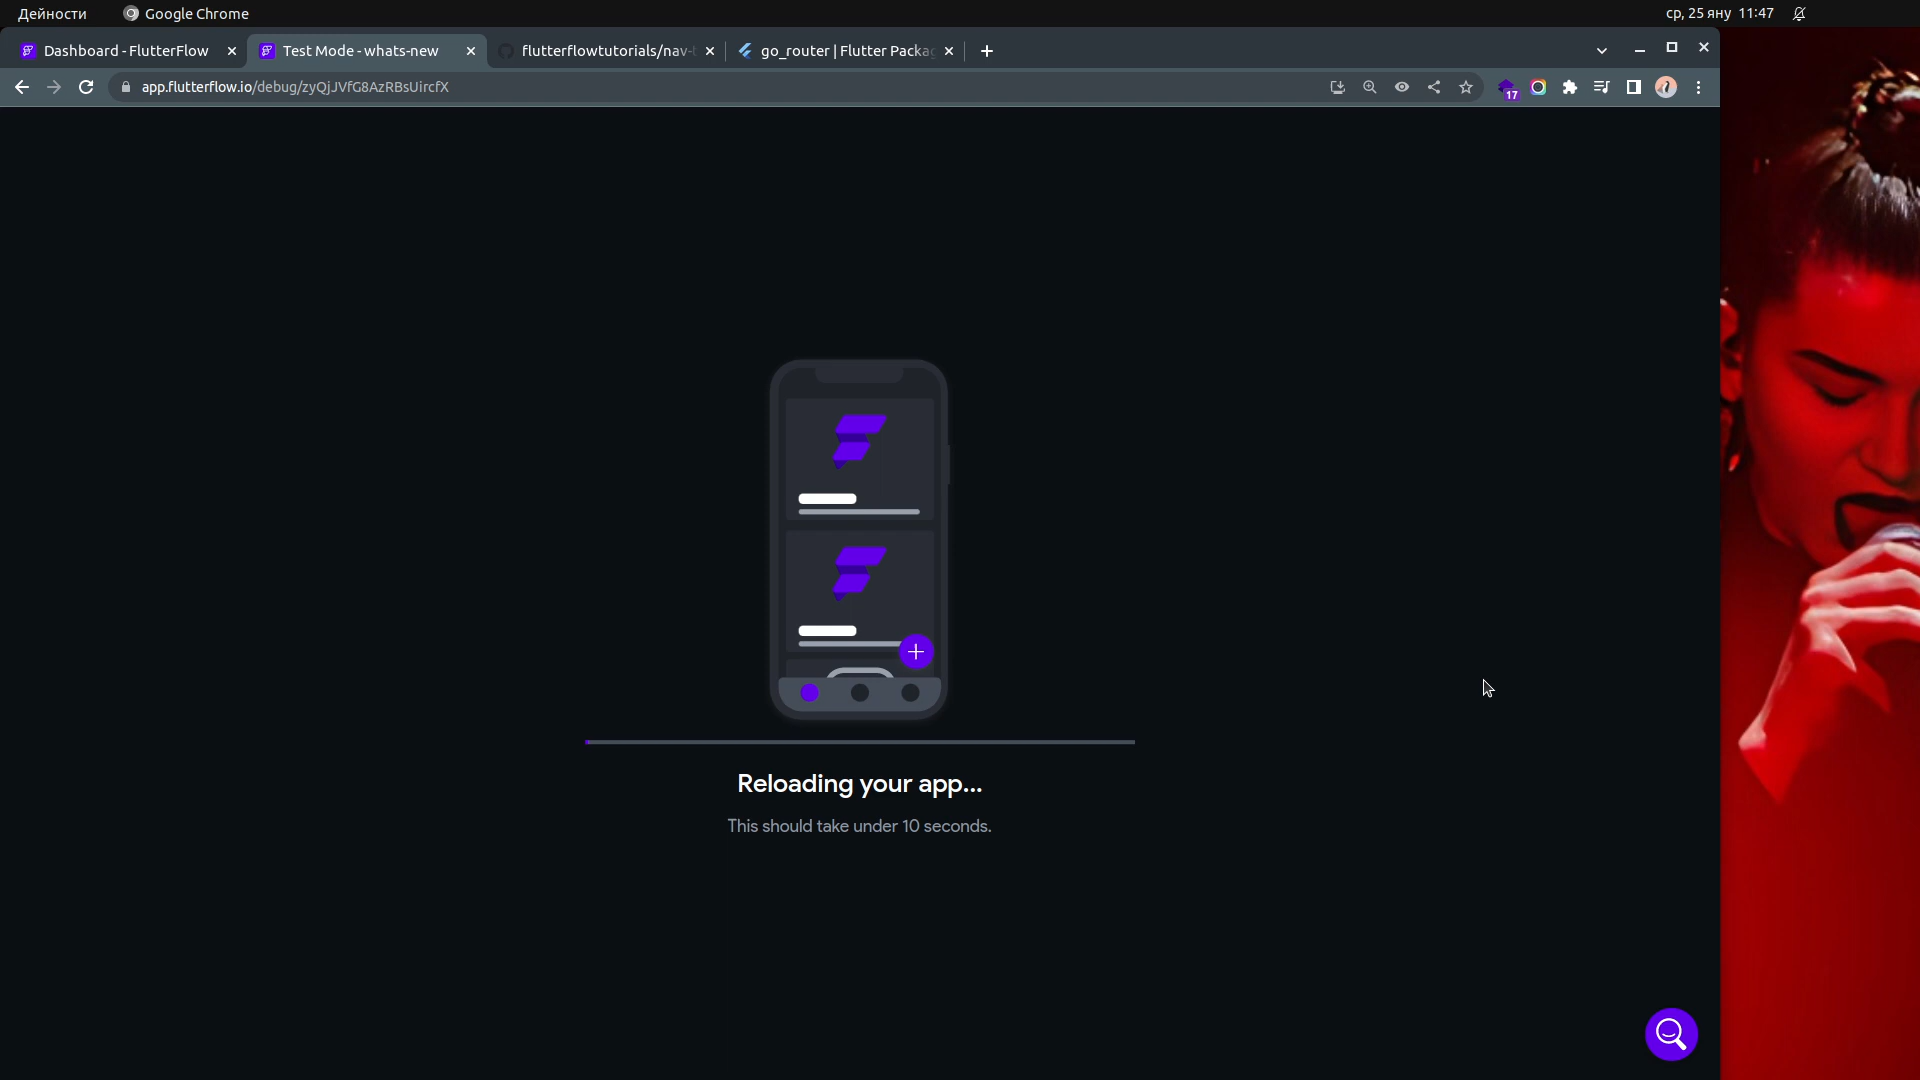 Дейности
Google Chrome
ср, 25 яну 11:47
Dashboard - FlutterFlow
Test Mode - whats-new
flutterflowtutorials/nav-
go_router | Flutter Packag
app.flutterflow.io/debug/zyQjJVfG8AzRBsUircfX
17
Reloading your app...
This should take under 10 seconds.